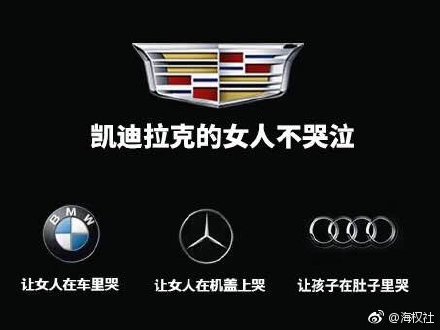 凯迪拉克的女人不哭泣
BMW
让女人在车里哭
让女人在机盖上哭
让孩子在肚子里哭
@海权社